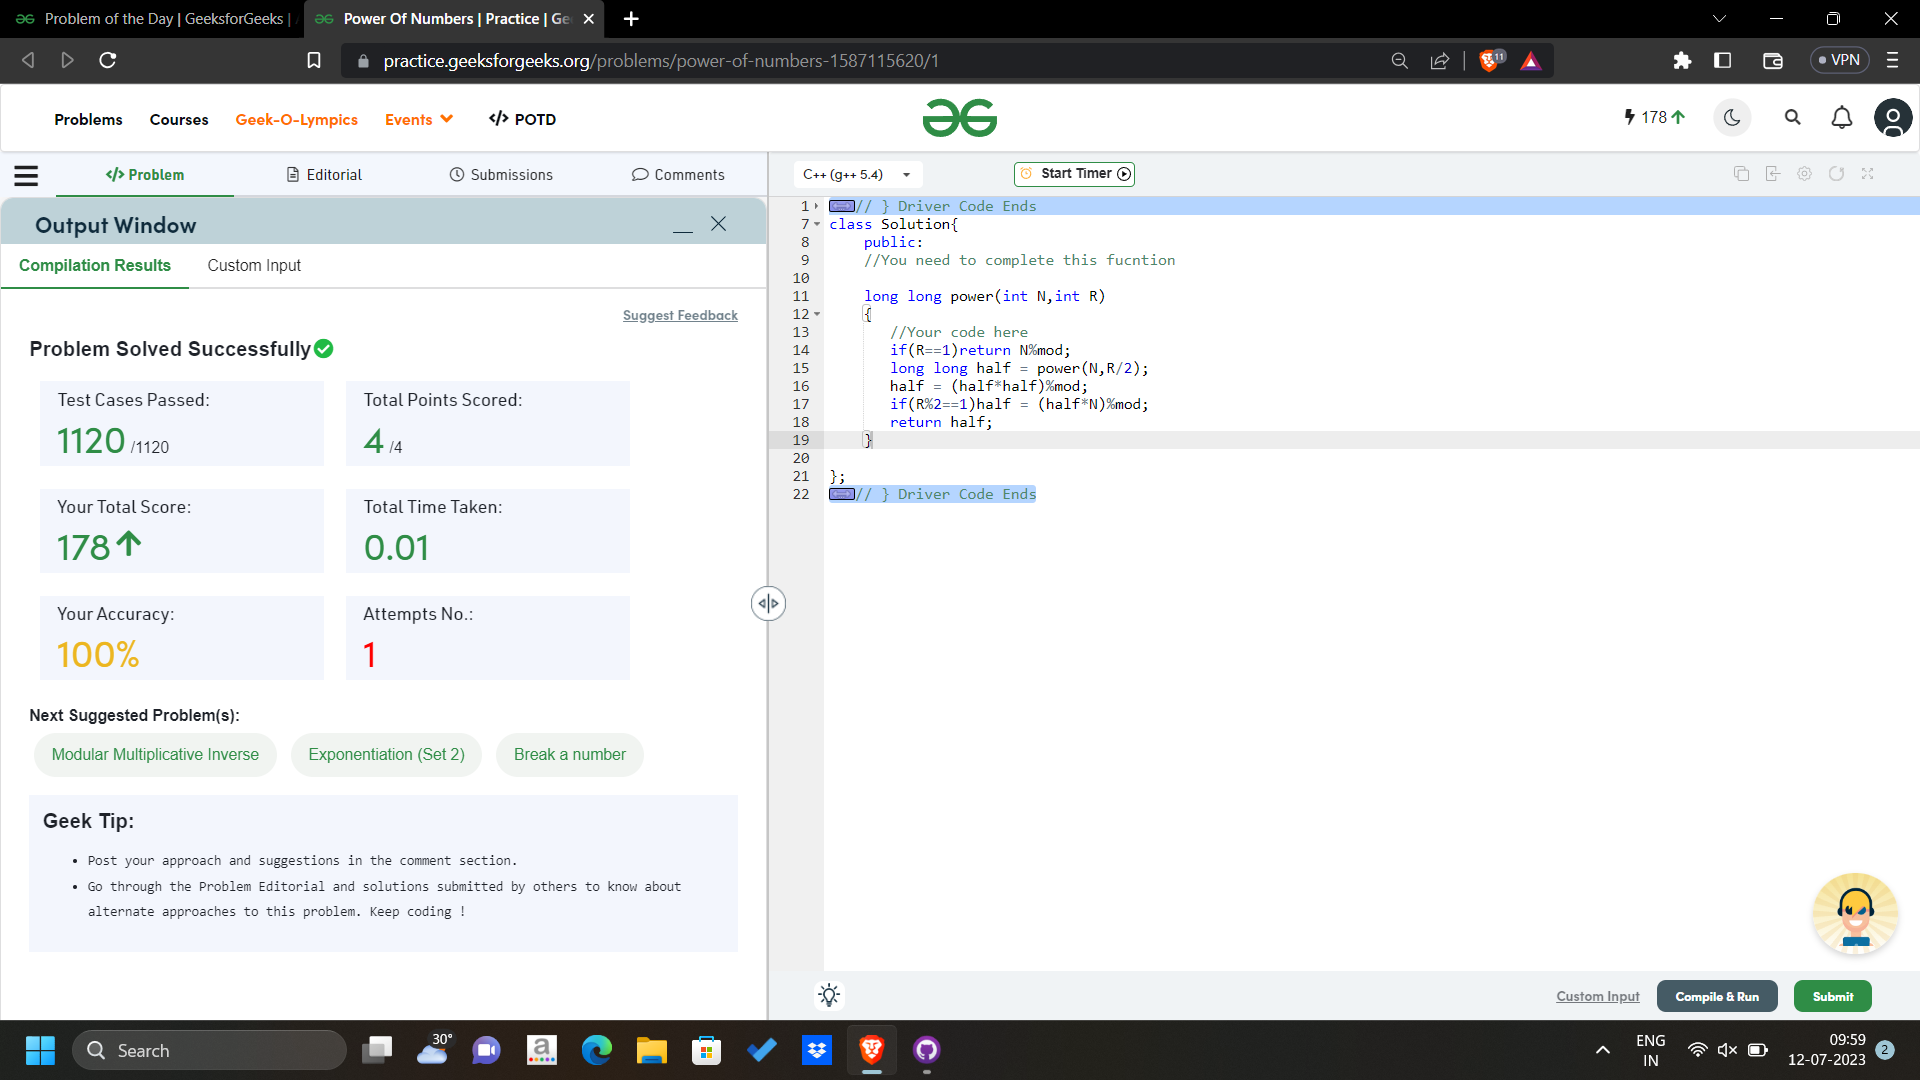 Problem of the Day | GeeksforGeeks |
Power Of Numbers | Practice | Ge
practice.geeksforgeeks.org/problems/power-of-numbers-1587115620/1
11
VPN
Problems
Courses
Geek-O-Lympics
Events
</> POTD
178
</> Problem
Editorial
Submissions
Comments
C++ (g++ 5.4)
Start Timer
Output Window
Compilation Results
Custom Input
Suggest Feedback
Problem Solved Successfully
Test Cases Passed:
1120 /1120
Total Points Scored:
4 /4
Your Total Score:
178
Total Time Taken:
0.01
Your Accuracy:
100%
Attempts No.:
1
Next Suggested Problem(s):
Modular Multiplicative Inverse
Exponentiation (Set 2)
Break a number
Geek Tip:
• Post your approach and suggestions in the comment section.
• Go through the Problem Editorial and solutions submitted by others to know about
alternate approaches to this problem. Keep coding !
1 // } Driver Code Ends
7 class Solution{
8 public:
9 //You need to complete this fucntion
10
11 long long power(int N,int R)
12 {
13 //Your code here
14 if(R==1)return N%mod;
15 long long half = power(N,R/2);
16 half = (half*half)%mod;
17 if(R%2==1)half = (half*N)%mod;
18 return half;
19 }
20
21 };
22 // } Driver Code Ends
Custom Input
Compile & Run
Submit
Search
30°
a
ENG
IN
09:59
12-07-2023
2